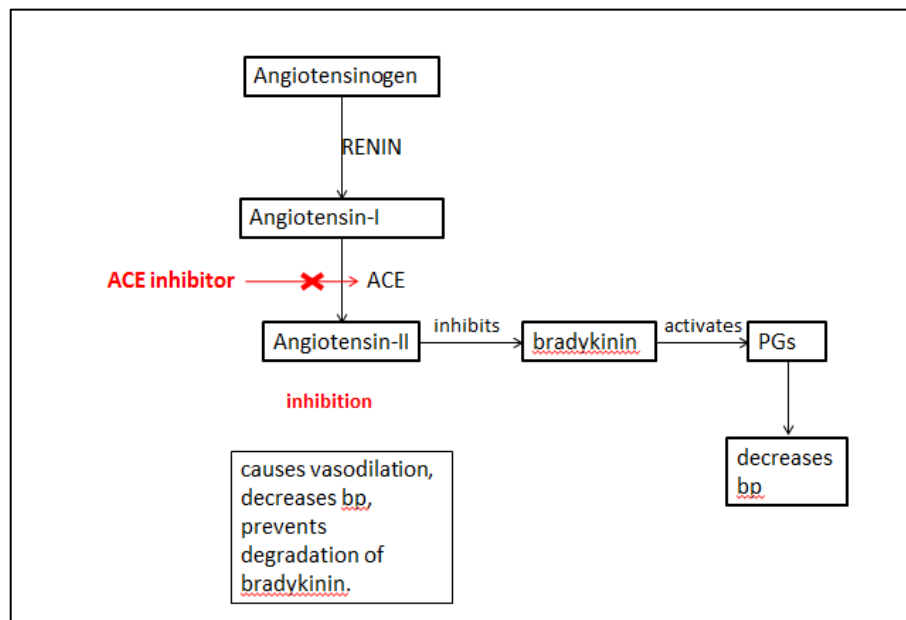 Angiotensinogen
RENIN
Angiotensin-I
ACE inhibitor
ACE
Angiotensin-II
inhibits
bradykinin
activates
PGs
inhibition
decreases
bp
causes vasodilation,
decreases bp,
prevents
degradation of
bradykinin.